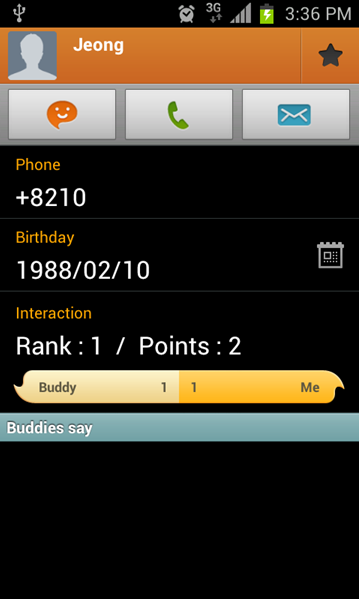 3G 3:36 PM
Jeong
Phone
+8210
Birthday
1988/02/10
Interaction
Rank : 1 / Points : 2
Buddy 1 1 Me
Buddies say